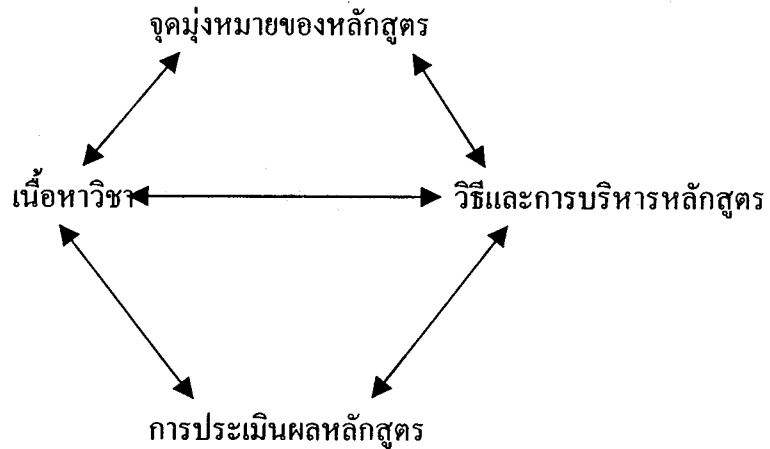 จุดมุ่งหมายของหลักสูตร
เนื้อหาวิชา วิธีและการบริหารหลักสูตร
การประเมินผลหลักสูตร